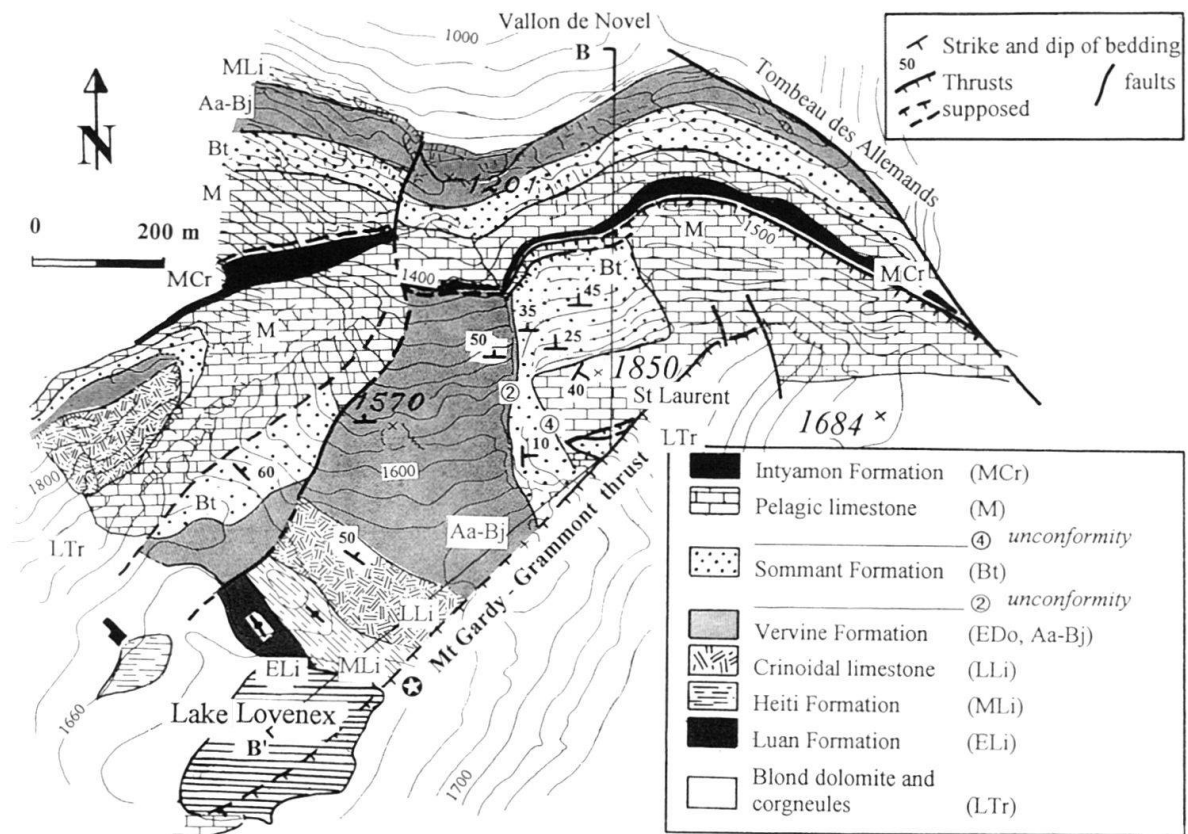 Vallon de Novel
B
1000
MLi
Aa-Bj
Bt
M
N
0 200 m
MCr
M
1201
1400
Bt
45
35
25
50
②
40
1850
St Laurent
④
10
LTr
M
1500
MCr
1684
Tombeau des Allemands
1570
1600
60
Bt
1800
LTr
50
Aa-Bj
LLi
MLi
ELi
Mt Gardy - Grammont thrust
Lake Lovenex
B'
1660
1700
Strike and dip of bedding
50
Thrusts
faults
supposed
Intyamon Formation (MCr)
Pelagic limestone (M)
④ unconformity
Sommant Formation (Bt)
② unconformity
Vervine Formation (EDo, Aa-Bj)
Crinoidal limestone (LLi)
Heiti Formation (MLi)
Luan Formation (ELi)
Blond dolomite and
corgneules (LTr)